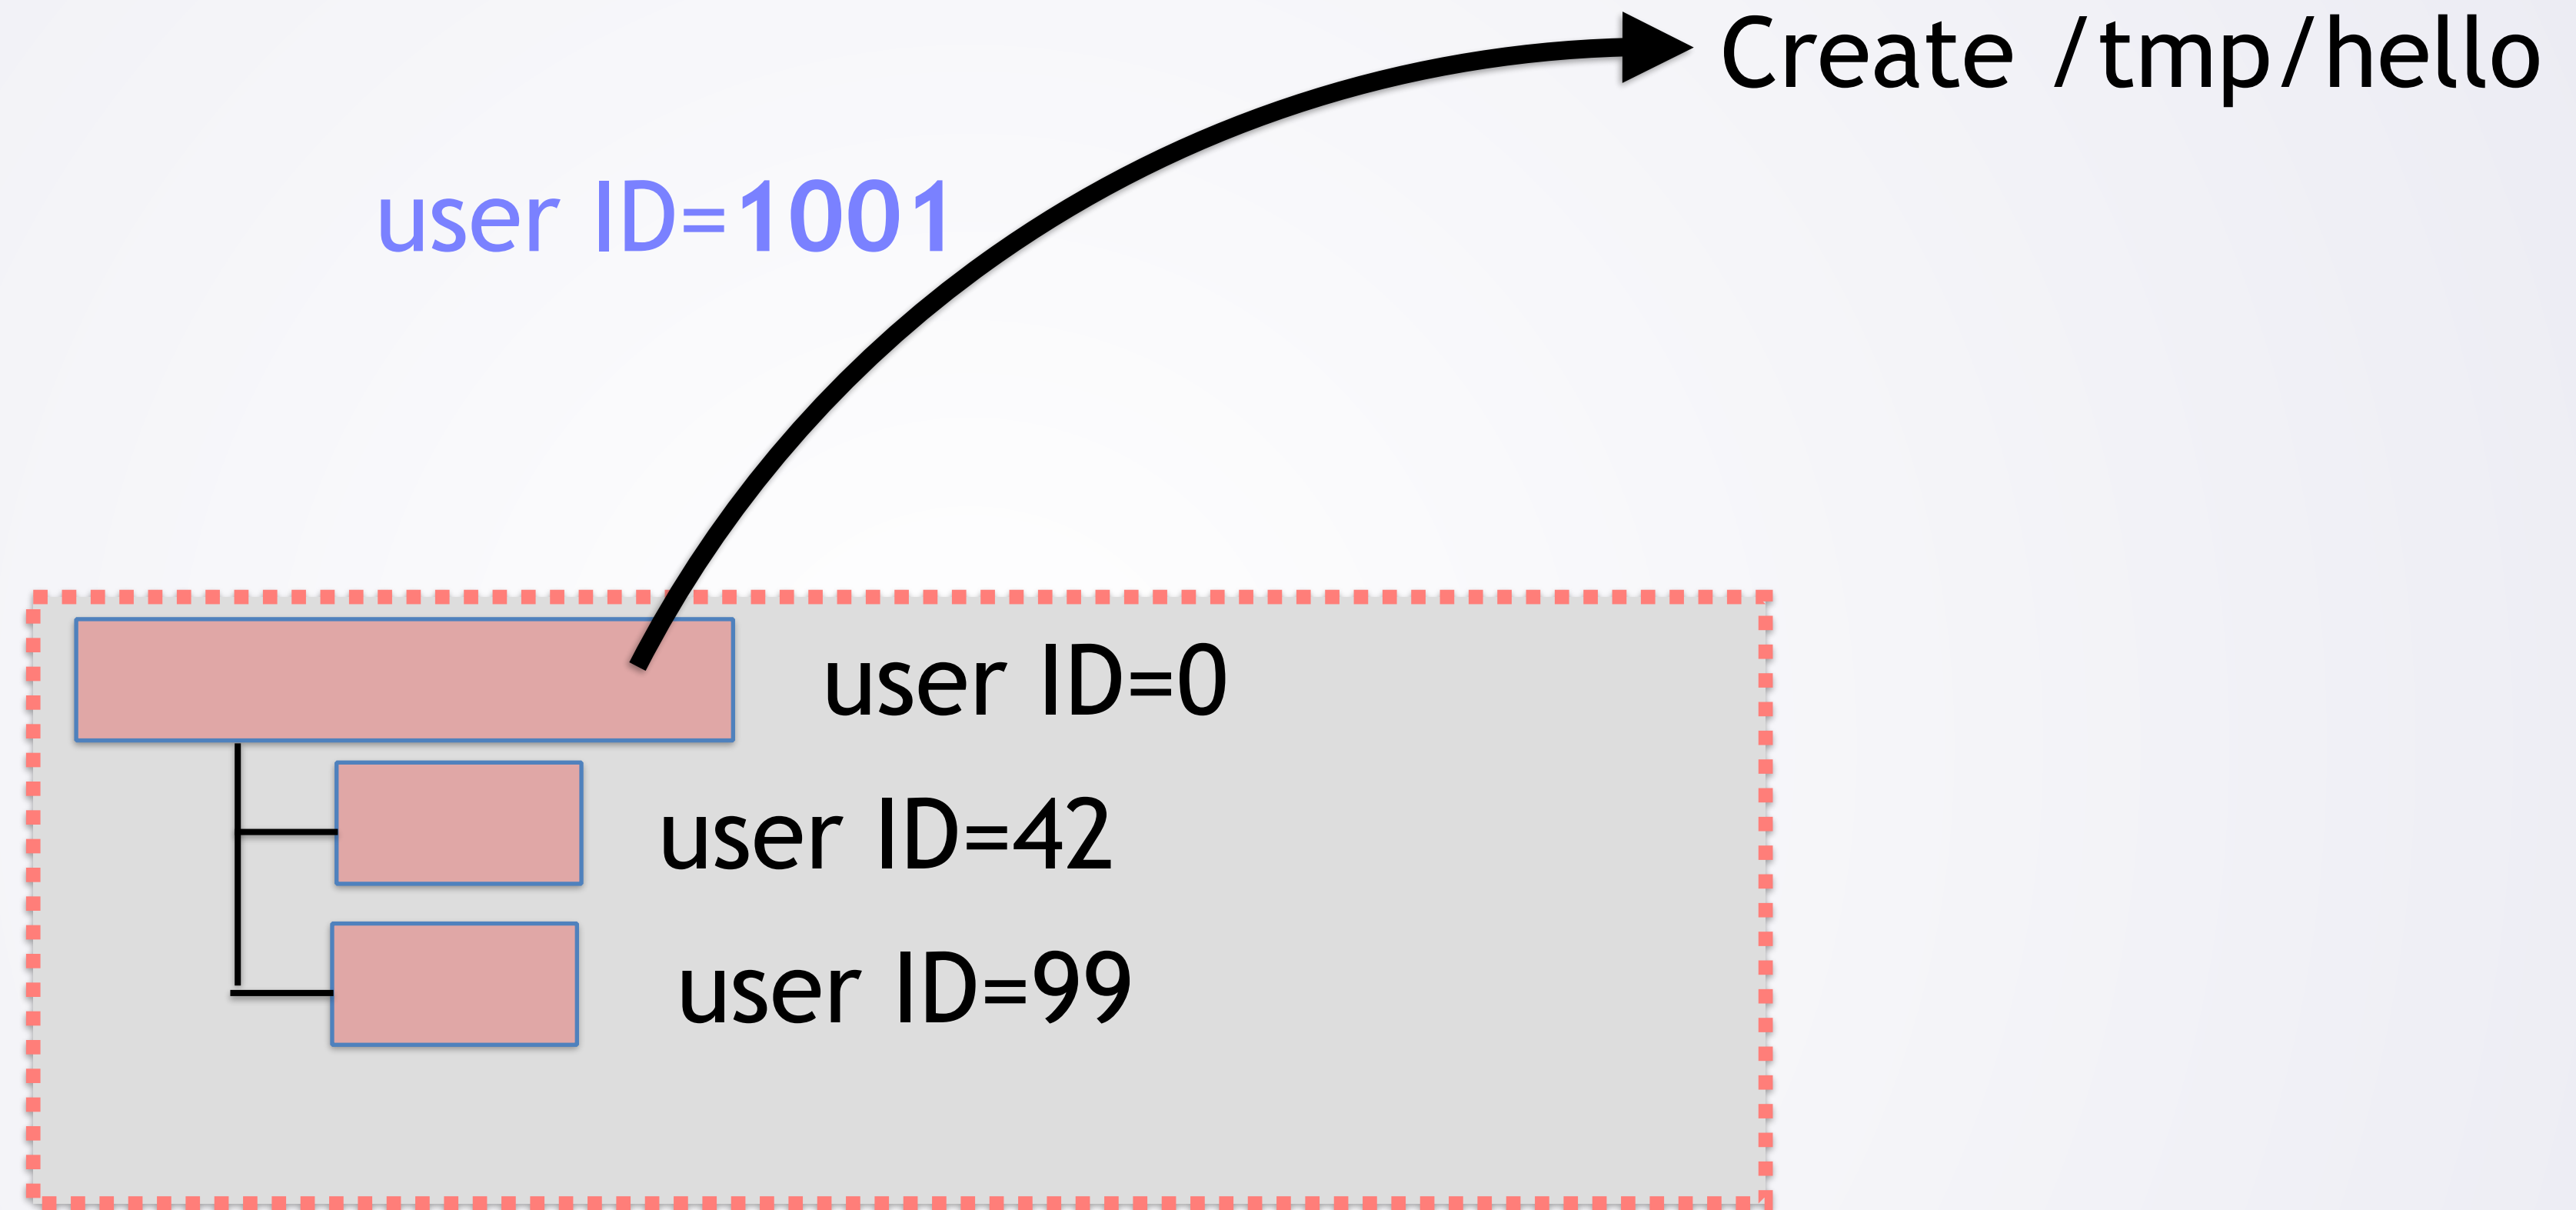 Create /tmp/hello
user ID=1001
user ID=0
user ID=42
user ID=99